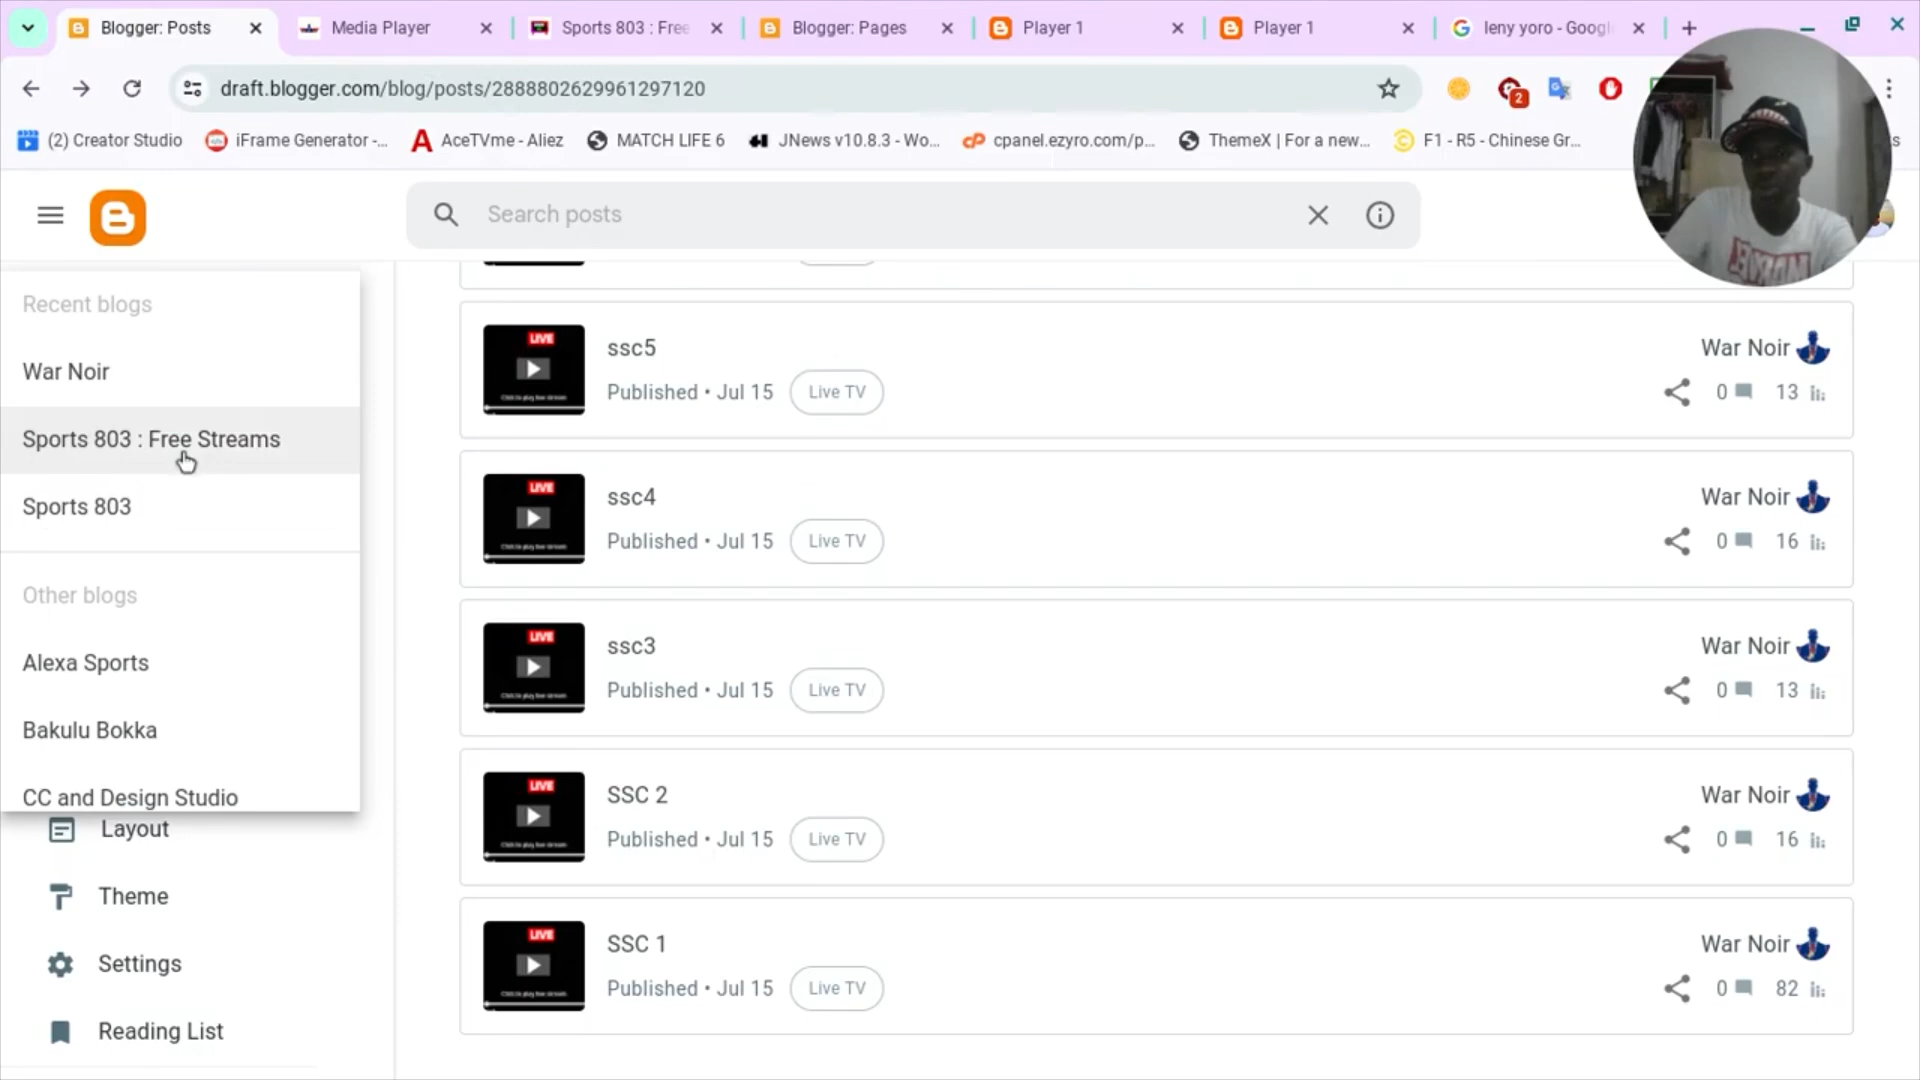 Blogger: Posts
Media Player
Sports 803 : Free
Blogger: Pages
Player 1
Player 1
leny yoro - Googl
draft.blogger.com/blog/posts/2888802629961297120
2
(2) Creator Studio
iFrame Generator -...
AceTVme - Aliez
MATCH LIFE 6
JNews v10.8.3 - Wo...
cpanel.ezyro.com/p...
ThemeX | For a new...
F1 - R5 - Chinese Gr...
Search posts
Recent blogs
War Noir
Sports 803 : Free Streams
Sports 803
Other blogs
Alexa Sports
Bakulu Bokka
CC and Design Studio
Layout
Theme
Settings
Reading List
LIVE
ssc5
Published • Jul 15
Live TV
War Noir
0
13
LIVE
ssc4
Published • Jul 15
Live TV
War Noir
0
16
LIVE
ssc3
Published • Jul 15
Live TV
War Noir
0
13
LIVE
SSC 2
Published • Jul 15
Live TV
War Noir
0
16
LIVE
SSC 1
Published • Jul 15
Live TV
War Noir
0
82